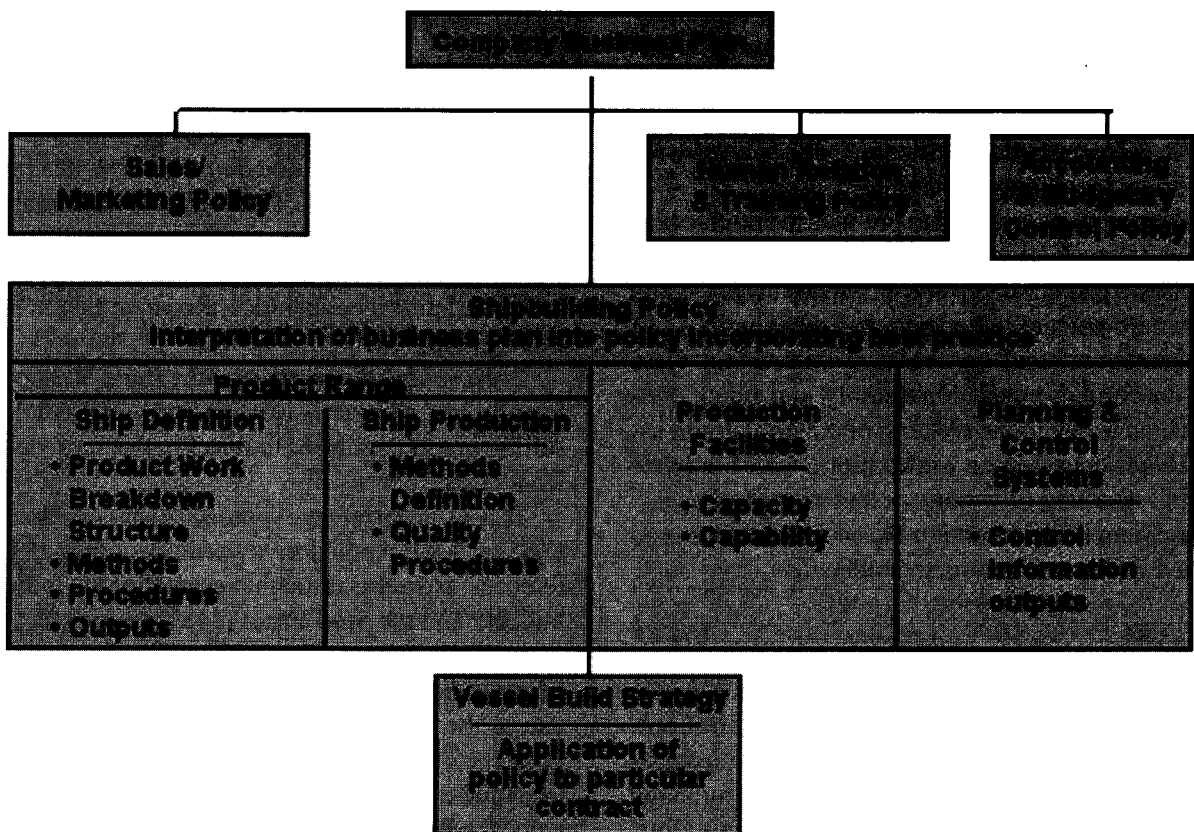 Company Business Plan
Sales/
Marketing Policy
& Training Policy
Control Policy
Shipbuilding Policy
Interpretation of business plan into policy incorporating best practice
Product Range
Ship Definition
• Product Work
Breakdown
Structure
• Methods
• Procedures
• Outputs
Ship Production
• Methods
Definition
• Quality
Procedures
Production
Facilities
• Capacity
• Capability
Planning &
Control
Systems
• Control
Information
outputs
Vessel Build Strategy
Application of
policy to particular
contract